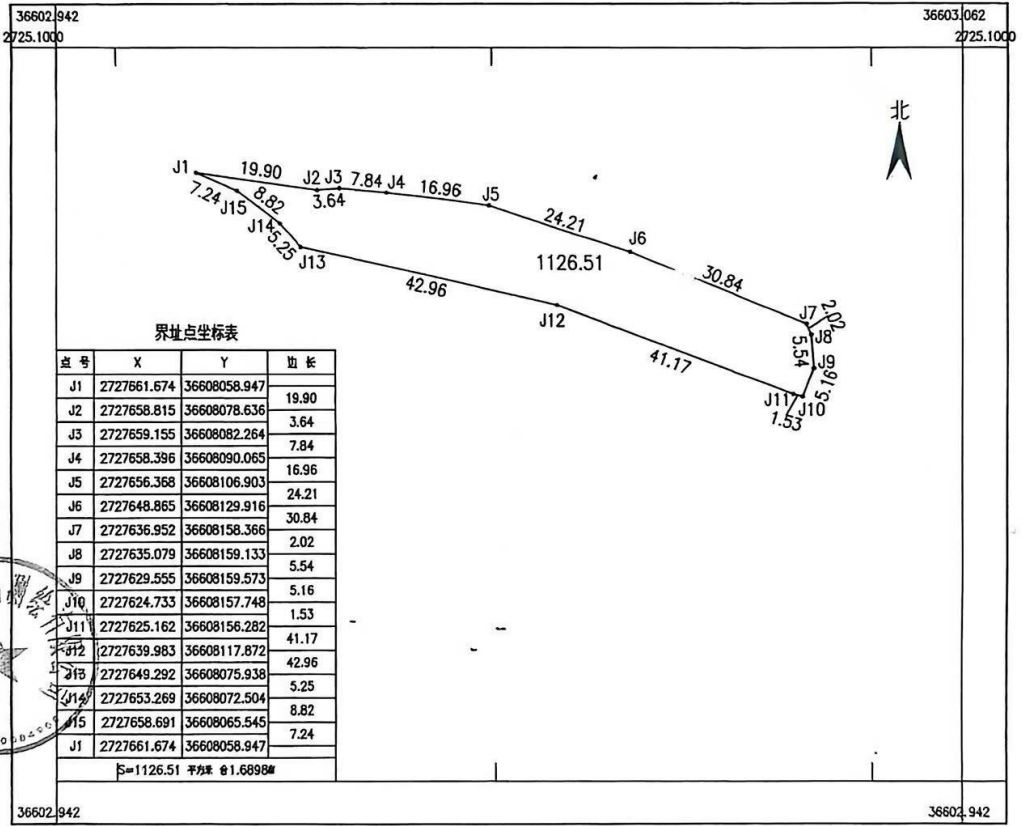 36602.942
36603.062
2725.1000
2725.1000
北
J1
19.90
J2
J3
7.84
J4
16.96
J5
7.24
J15
8.82
3.64
24.21
J14
5.25
J13
J6
1126.51
30.84
42.96
J12
J7
2.02
J8
5.54
J9
41.17
5.16
J11
J10
1.53
界址点坐标表
点号 X Y 边长
J1 2727661.674 36608058.947
19.90
J2 2727658.815 36608078.636
3.64
J3 2727659.155 36608082.264
7.84
J4 2727658.396 36608090.065
16.96
J5 2727656.368 36608106.903
24.21
J6 2727648.865 36608129.916
30.84
J7 2727636.952 36608158.366
2.02
J8 2727635.079 36608159.133
5.54
J9 2727629.555 36608159.573
5.16
J10 2727624.733 36608157.748
1.53
J11 2727625.162 36608156.282
41.17
J12 2727639.983 36608117.872
42.96
J13 2727649.292 36608075.938
5.25
J14 2727653.269 36608072.504
8.82
J15 2727658.691 36608065.545
7.24
J1 2727661.674 36608058.947
S=1126.51 平方米 合1.6898亩
36602.942
36602.942